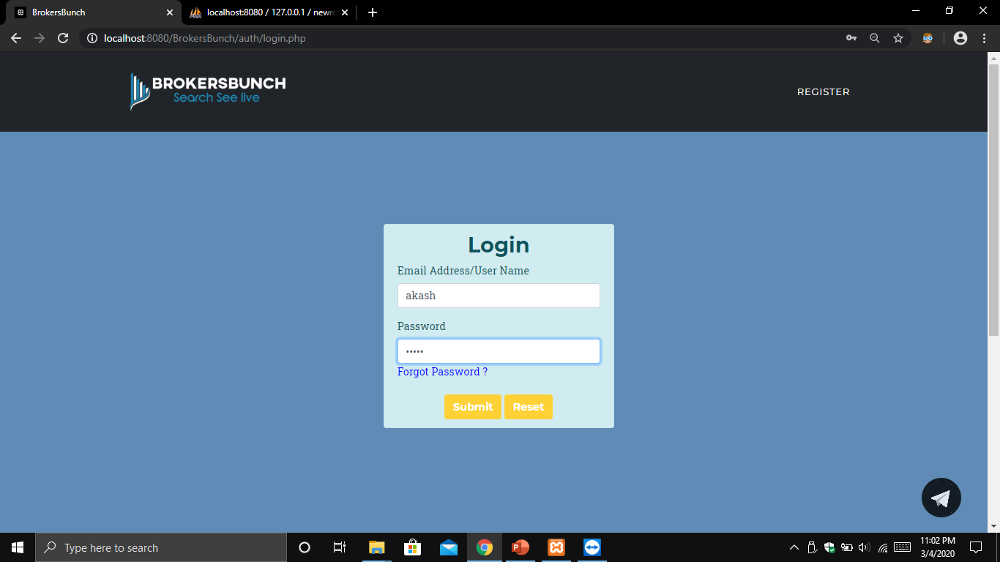 BrokersBunch
localhost:8080 / 127.0.0.1 / newre
localhost:8080/BrokersBunch/auth/login.php
BROKERSBUNCH
Search See live
REGISTER
Login
Email Address/User Name
akash
Password
•••••
Forgot Password ?
Submit Reset
Type here to search
11:02 PM
3/4/2020